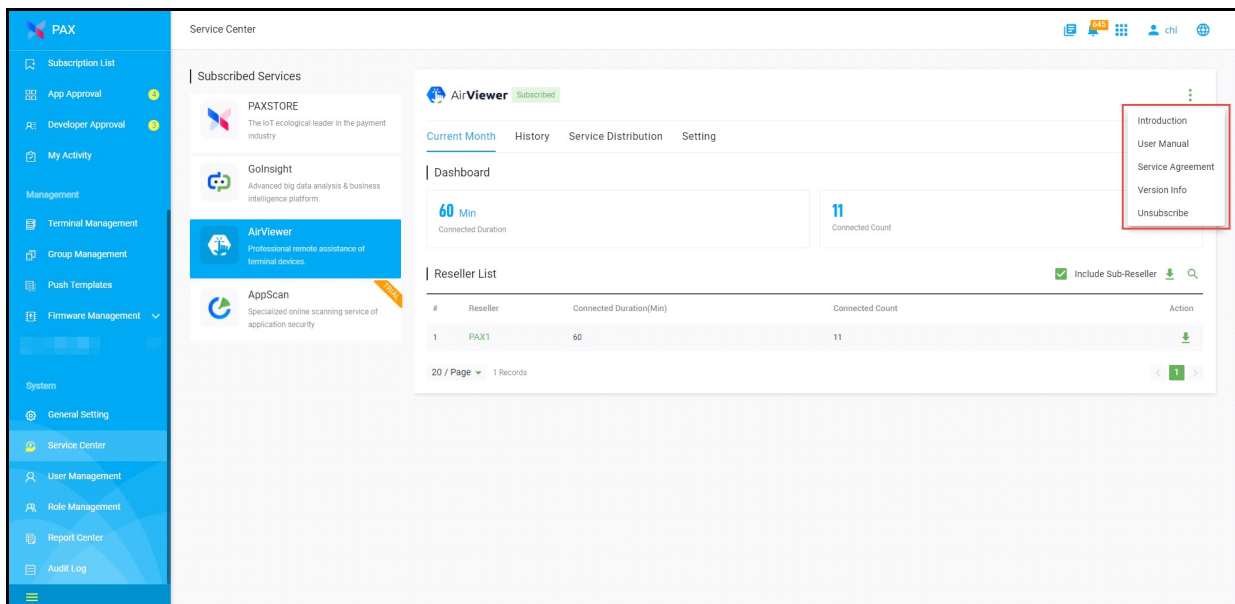 PAX
Service Center
645
chi
Subscription List
App Approval
4
Developer Approval
3
My Activity
Management
Terminal Management
Group Management
Push Templates
Firmware Management
System
General Setting
Service Center
User Management
Role Management
Report Center
Audit Log
Subscribed Services
PAXSTORE
The IoT ecological leader in the payment
industry
GoInsight
Advanced big data analysis & business
intelligence platform.
AirViewer
Professional remote assistance of
terminal devices.
TRIAL
AppScan
Specialized online scanning service of
application security
AirViewer Subscribed
Current Month History Service Distribution Setting
Introduction
User Manual
Service Agreement
Version Info
Unsubscribe
Dashboard
60 Min
Connected Duration
11
Connected Count
Reseller List
Include Sub-Reseller
# Reseller Connected Duration(Min) Connected Count Action
1 PAX1 60 11
20 / Page 1 Records
1